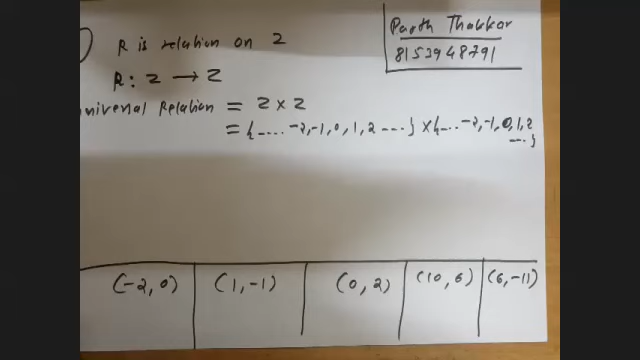 Parth Thakkar
8153948791
R is relation on Z
R: Z → Z
niversal Relation = Z × Z
= {.... -2,-1,0,1,2 ....} × {... -2,-1,0,1,2
...}
(-2,0) (1,-1) (0,2) (10,6) (6,-11)